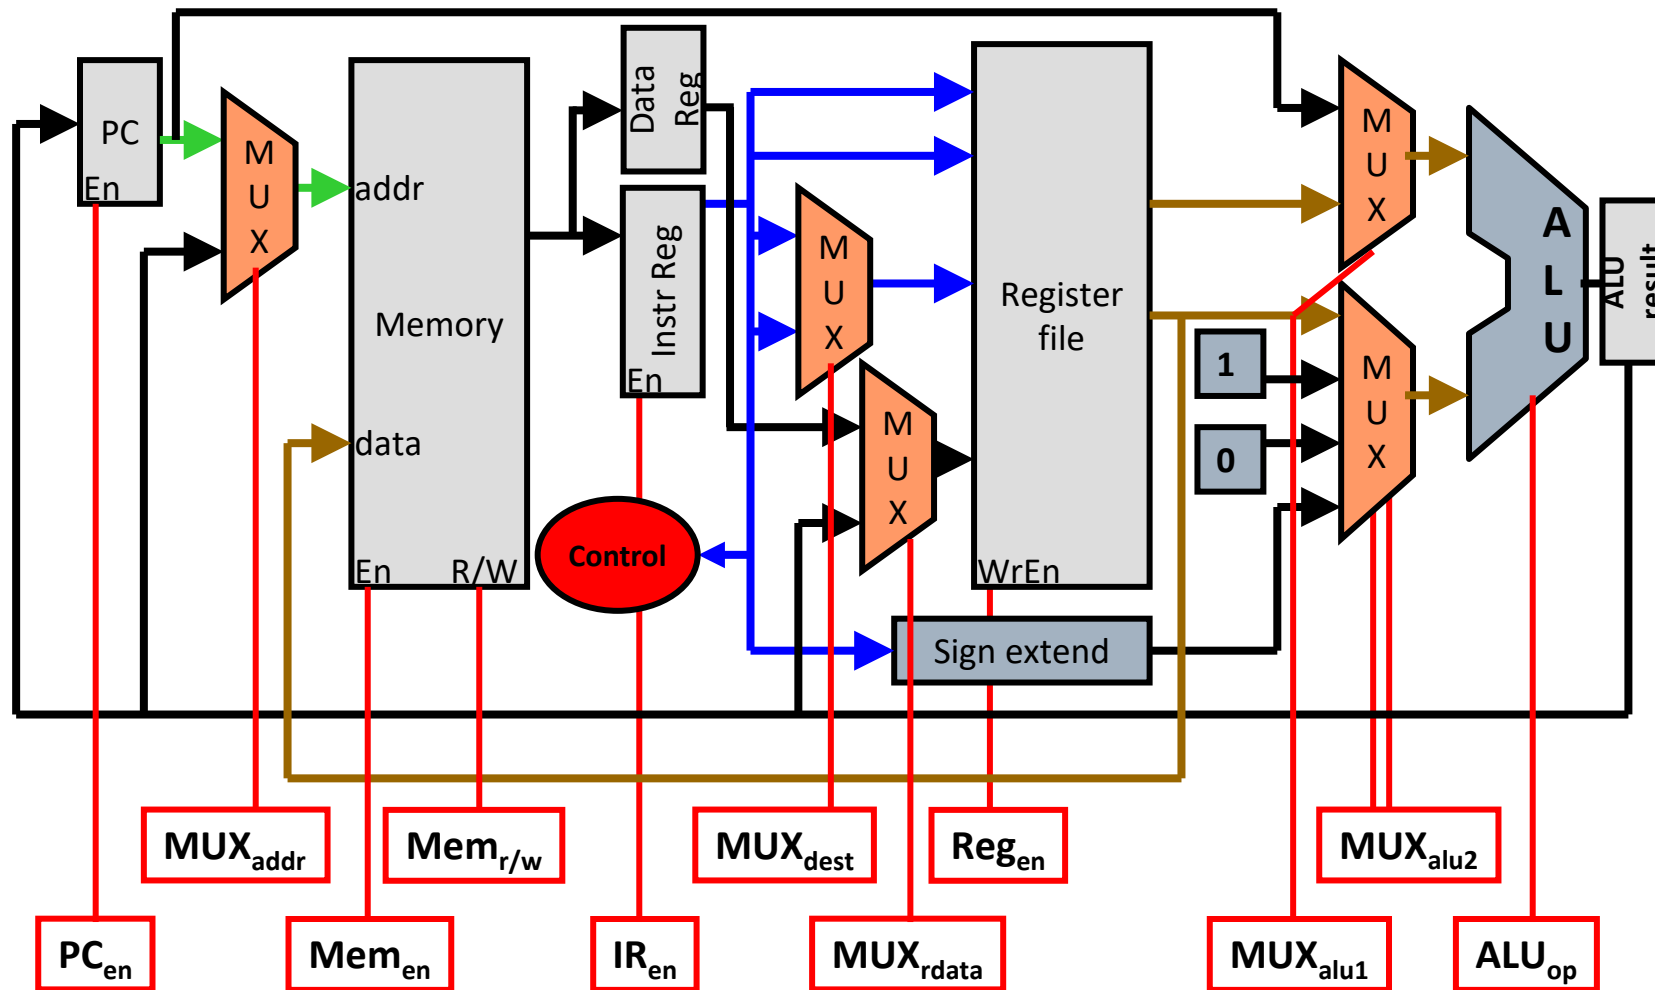 PC
En
M
U
X
addr
Memory
data
En
R/W
Data
Reg
Instr Reg
En
Control
M
U
X
M
U
X
Register
file
WrEn
Sign extend
1
0
M
U
X
M
U
X
A
L
U
ALU
result
MUXaddr
Memr/w
MUXdest
Regen
MUXalu2
PCen
Memen
IRen
MUXrdata
MUXalu1
ALUop